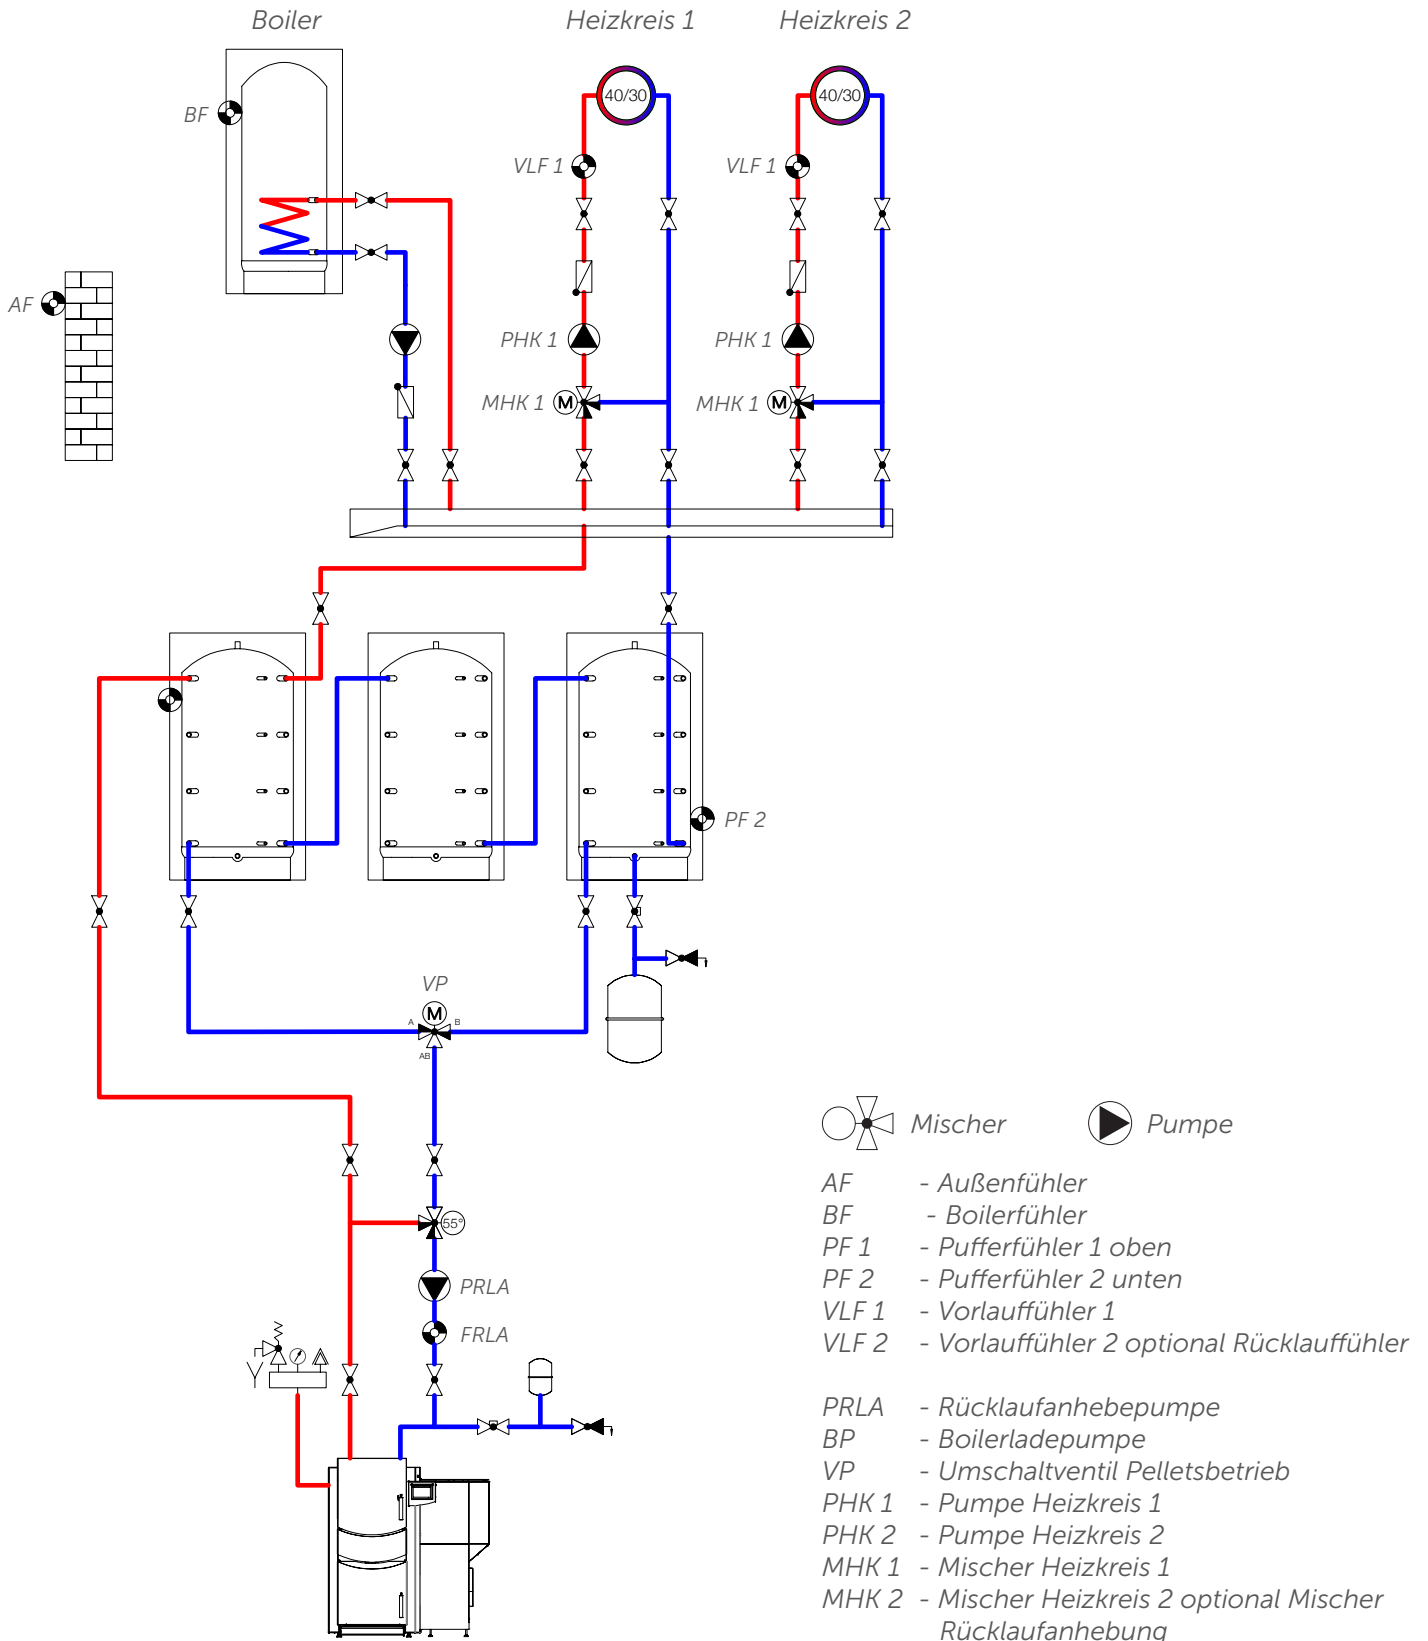 Boiler Heizkreis 1 Heizkreis 2
40/30 40/30
BF
VLF 1 VLF 1
AF
PHK 1 PHK 1
MHK 1 M MHK 1 M
PF 2
VP
M
A B
AB
55°
PRLA
FRLA
Mischer Pumpe
AF - Außenfühler
BF - Boilerfühler
PF 1 - Pufferfühler 1 oben
PF 2 - Pufferfühler 2 unten
VLF 1 - Vorlauffühler 1
VLF 2 - Vorlauffühler 2 optional Rücklauffühler
PRLA - Rücklaufanhebepumpe
BP - Boilerladepumpe
VP - Umschaltventil Pelletsbetrieb
PHK 1 - Pumpe Heizkreis 1
PHK 2 - Pumpe Heizkreis 2
MHK 1 - Mischer Heizkreis 1
MHK 2 - Mischer Heizkreis 2 optional Mischer
Rücklaufanhebung